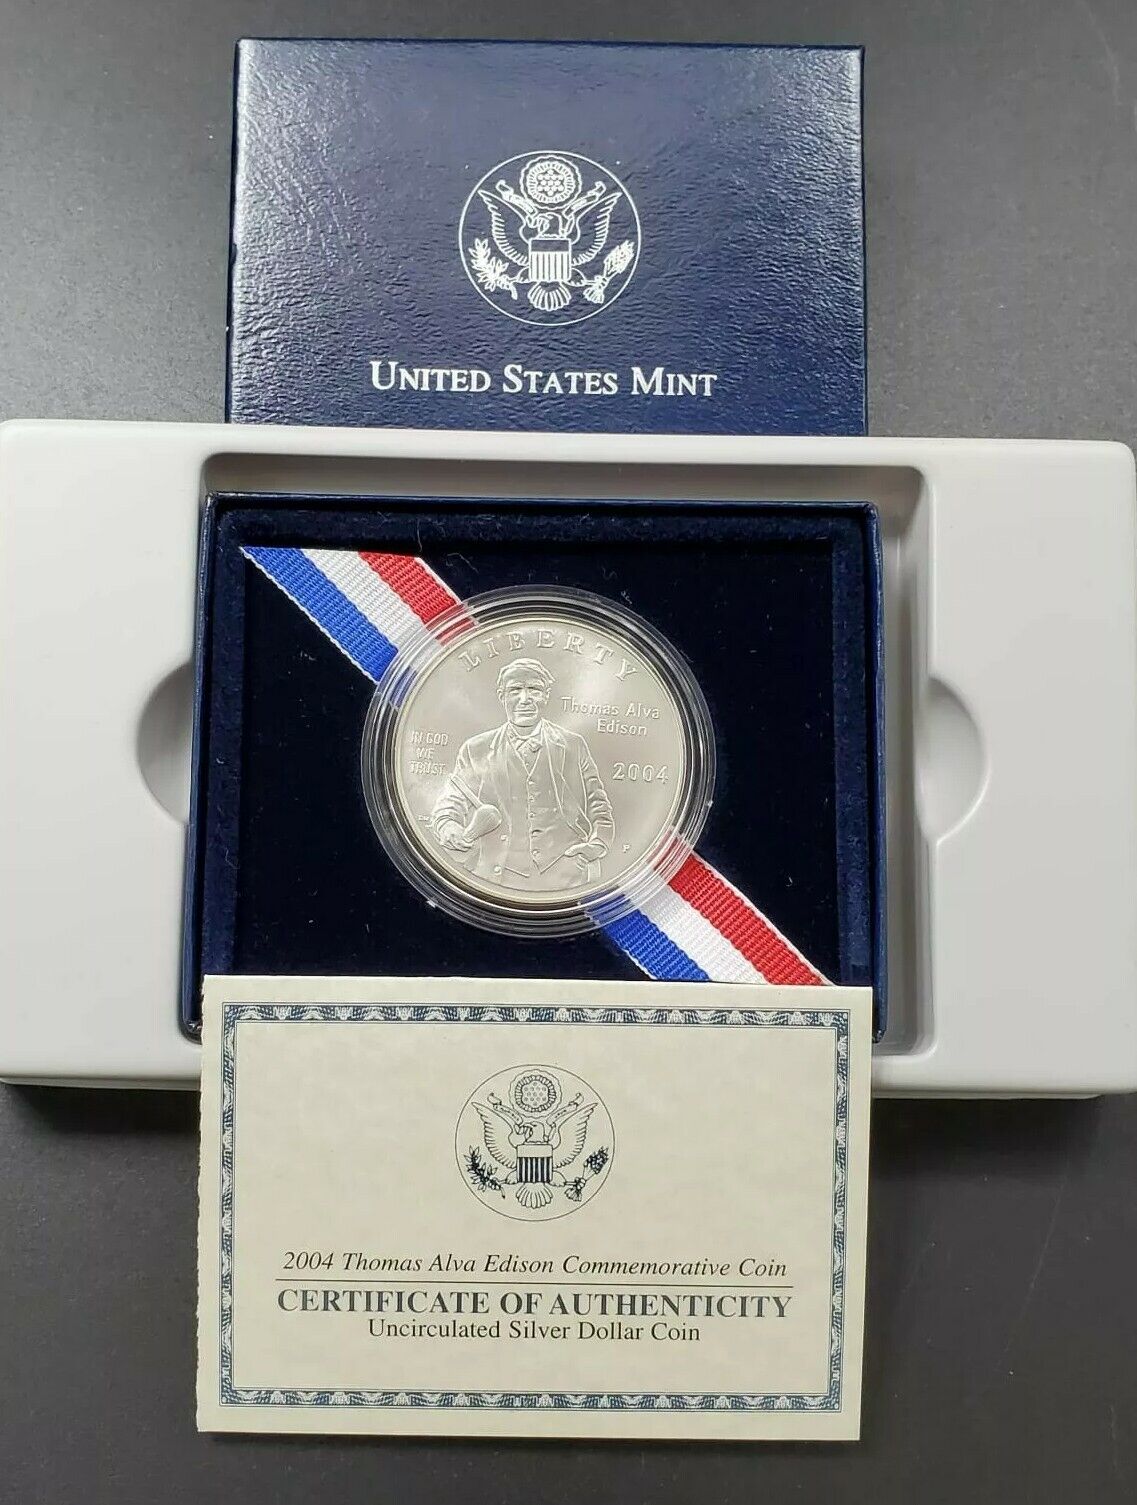 UNITED STATES MINT
LIBERTY
Thomas Alva
Edison
IN GOD
WE
TRUST
2004
P
2004 Thomas Alva Edison Commemorative Coin
CERTIFICATE OF AUTHENTICITY
Uncirculated Silver Dollar Coin